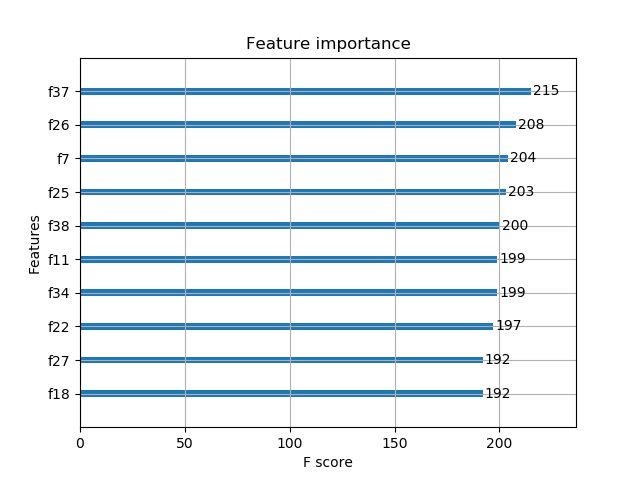 Feature importance
f37 215
f26 208
f7 204
f25 203
f38 200
f11 199
f34 199
f22 197
f27 192
f18 192
0 50 100 150 200
F score
Features